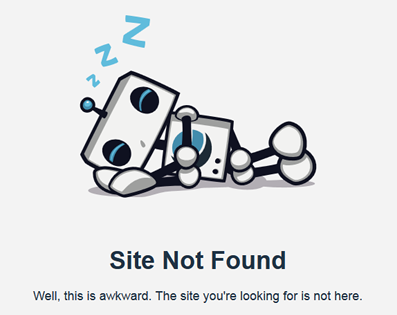 Z
Z
Z
Site Not Found
Well, this is awkward. The site you're looking for is not here.